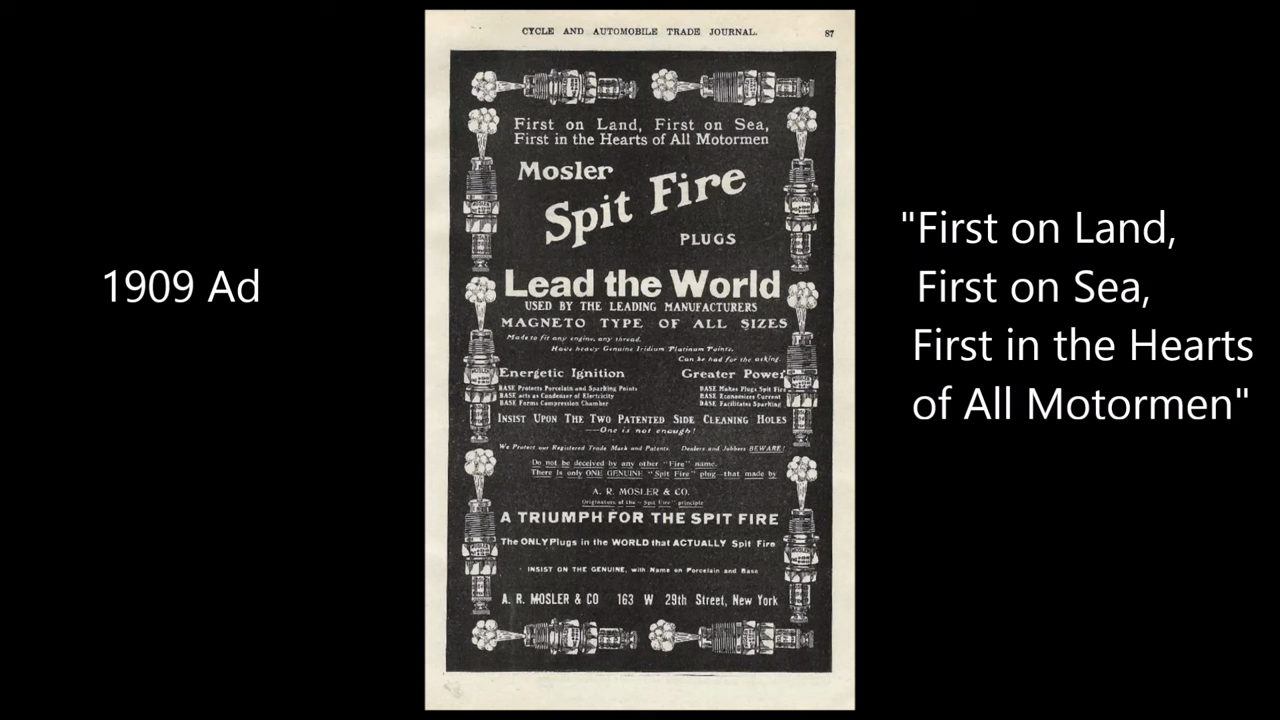 CYCLE AND AUTOMOBILE TRADE JOURNAL. 87
First on Land, First on Sea,
First in the Hearts of All Motormen
Mosler
Spit Fire
PLUGS
Lead the World
USED BY THE LEADING MANUFACTURERS
MAGNETO TYPE OF ALL SIZES
Made to fit any engine, any thread.
Have heavy Genuine Iridium Platinum Points.
Can be had for the asking.
Energetic Ignition Greater Power
BASE Protects Porcelain and Sparking Points BASE Makes Plugs Spit Fire
BASE acts as Condenser of Electricity BASE Economizes Current
BASE Forms Compression Chamber BASE Facilitates Sparking
INSIST UPON THE TWO PATENTED SIDE CLEANING HOLES
—One is not enough!
We Protect our Registered Trade Mark and Patents. Dealers and Jobbers BEWARE!
Do not be deceived by any other "Fire" name.
There is only ONE GENUINE "Spit Fire" plug—that made by
A. R. MOSLER & CO.
Originators of the "Spit Fire" principle
A TRIUMPH FOR THE SPIT FIRE
The ONLY Plugs in the WORLD that ACTUALLY Spit Fire
INSIST ON THE GENUINE, with Name on Porcelain and Base
A. R. MOSLER & CO 163 W 29th Street, New York
1909 Ad
"First on Land,
First on Sea,
First in the Hearts
of All Motormen"